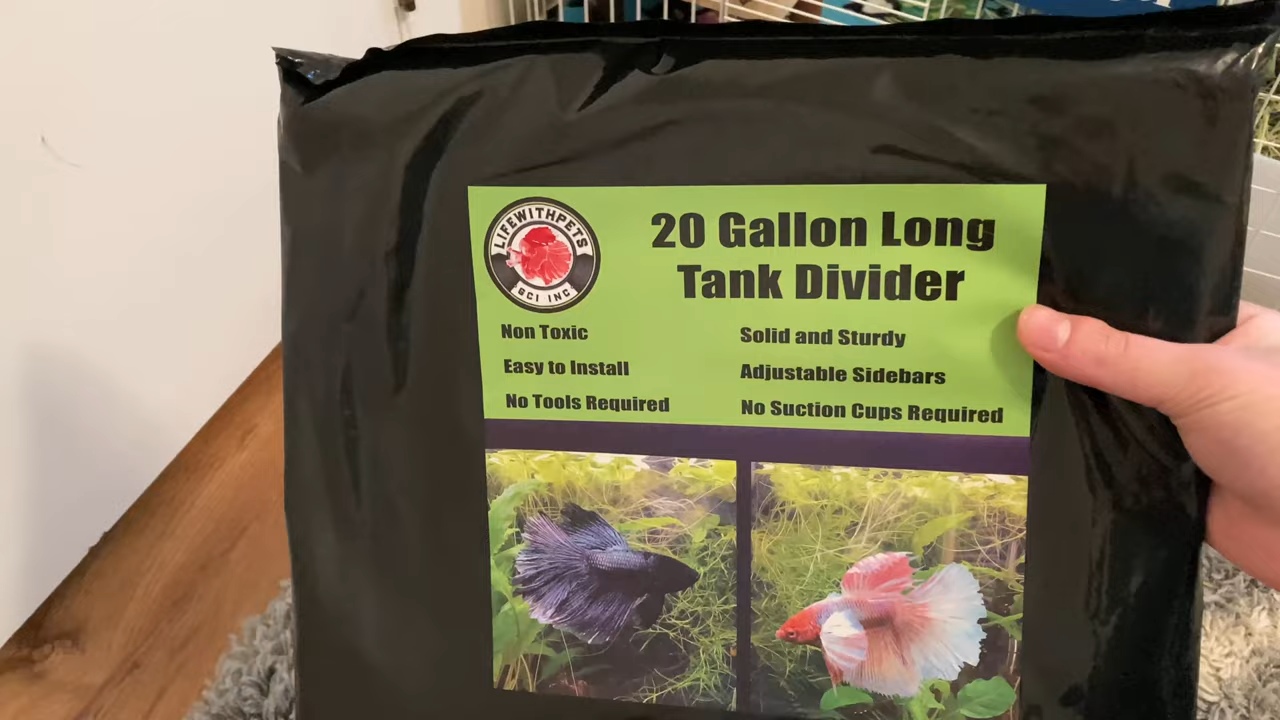 LIFEWITHPETS
GCI INC
20 Gallon Long
Tank Divider
Non Toxic
Easy to Install
No Tools Required
Solid and Sturdy
Adjustable Sidebars
No Suction Cups Required